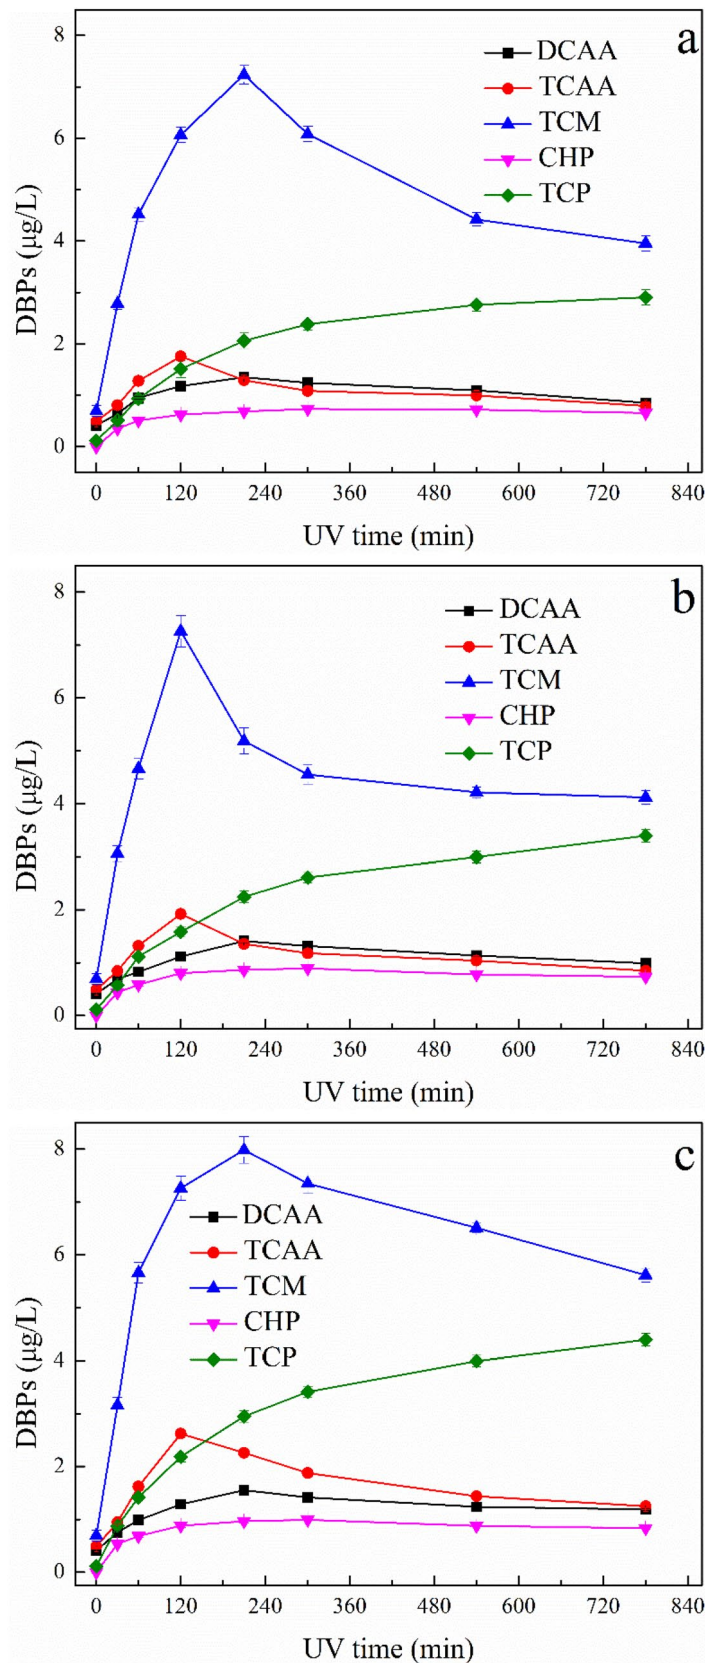 a
8
6
4
2
0
DBPs (μg/L)
DCAA
TCAA
TCM
CHP
TCP
0 120 240 360 480 600 720 840
UV time (min)
b
8
6
4
2
0
DBPs (μg/L)
DCAA
TCAA
TCM
CHP
TCP
0 120 240 360 480 600 720 840
UV time (min)
c
8
6
4
2
0
DBPs (μg/L)
DCAA
TCAA
TCM
CHP
TCP
0 120 240 360 480 600 720 840
UV time (min)